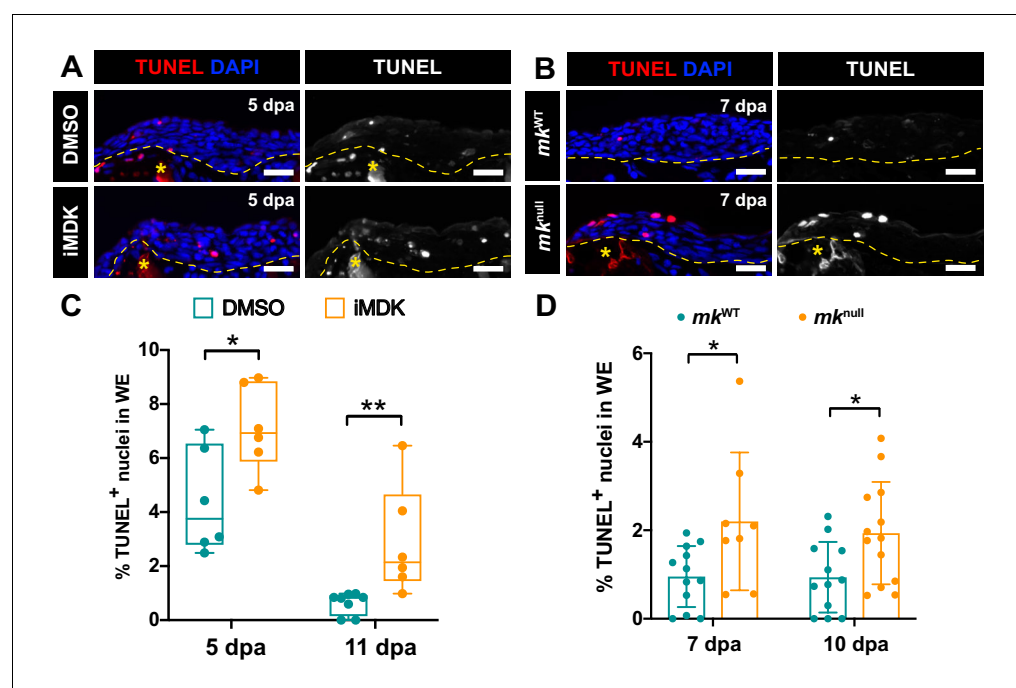 A
TUNEL DAPI
TUNEL
DMSO
5 dpa
*
*
iMDK
5 dpa
*
*
B
TUNEL DAPI
TUNEL
mkWT
7 dpa
mknull
7 dpa
*
*
C
DMSO
iMDK
% TUNEL+ nuclei in WE
10
8
6
4
2
0
*
**
5 dpa
11 dpa
D
mkWT
mknull
% TUNEL+ nuclei in WE
6
4
2
0
*
*
7 dpa
10 dpa